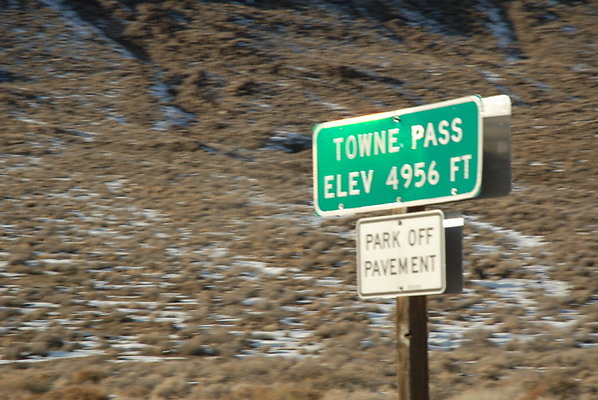 TOWNE PASS
ELEV 4956 FT
PARK OFF
PAVEMENT